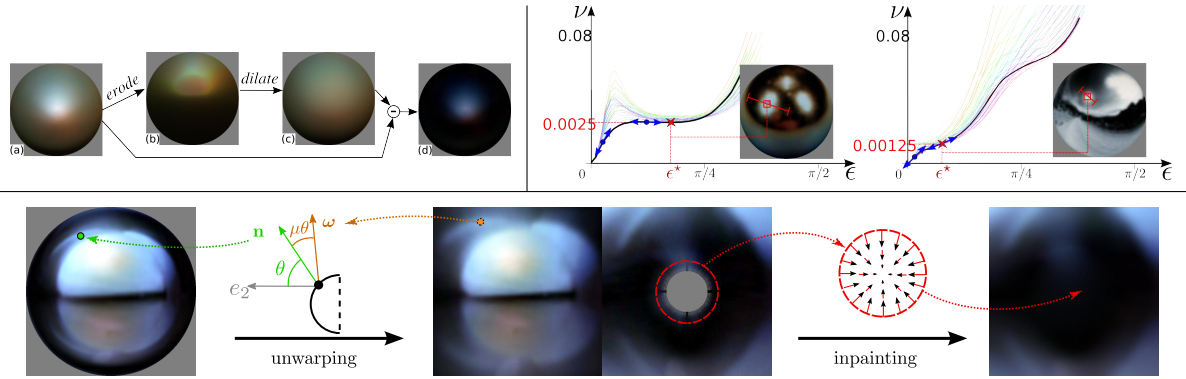 erode
dilate
(a)
(b)
(c)
(d)
ν
0.08
0.0025
0
ϵ*
π/4
π/2
ϵ
ν
0.08
0.00125
0
ϵ*
π/4
π/2
ϵ
n
μθ
ω
θ
e₂
unwarping
inpainting